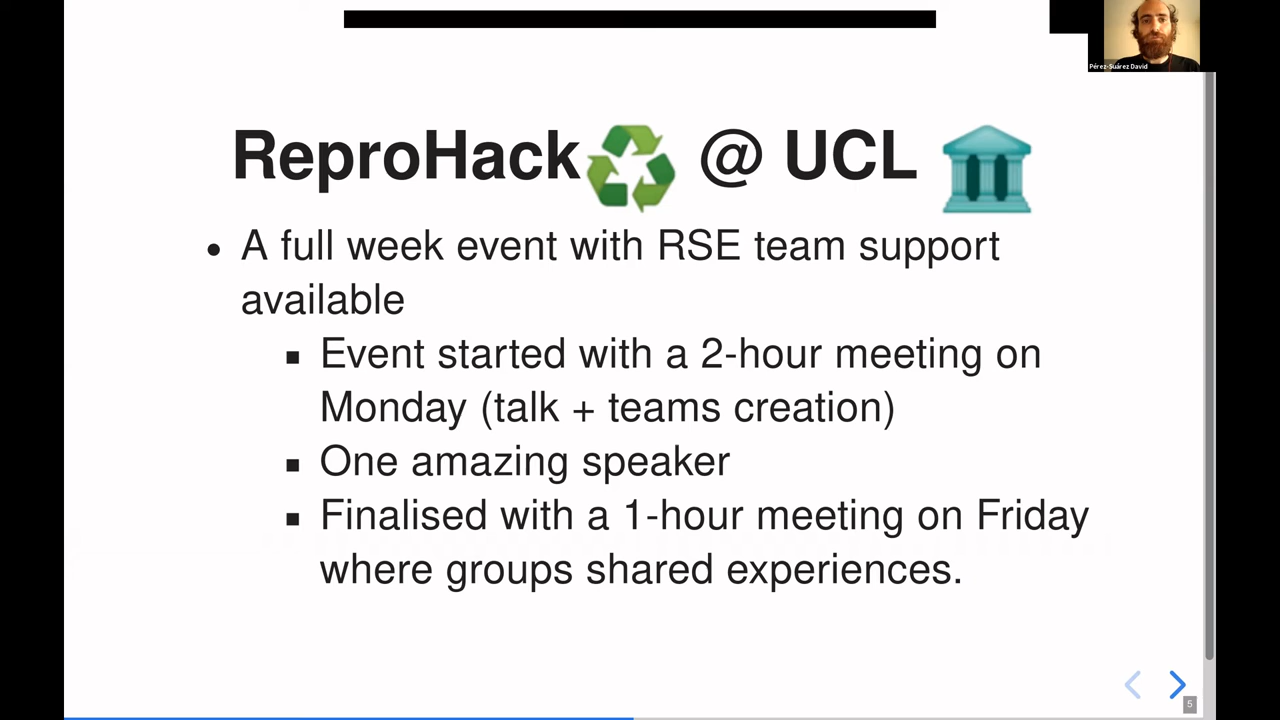 Pérez-Suárez David
ReproHack @ UCL
A full week event with RSE team support
available
Event started with a 2-hour meeting on
Monday (talk + teams creation)
One amazing speaker
Finalised with a 1-hour meeting on Friday
where groups shared experiences.
5